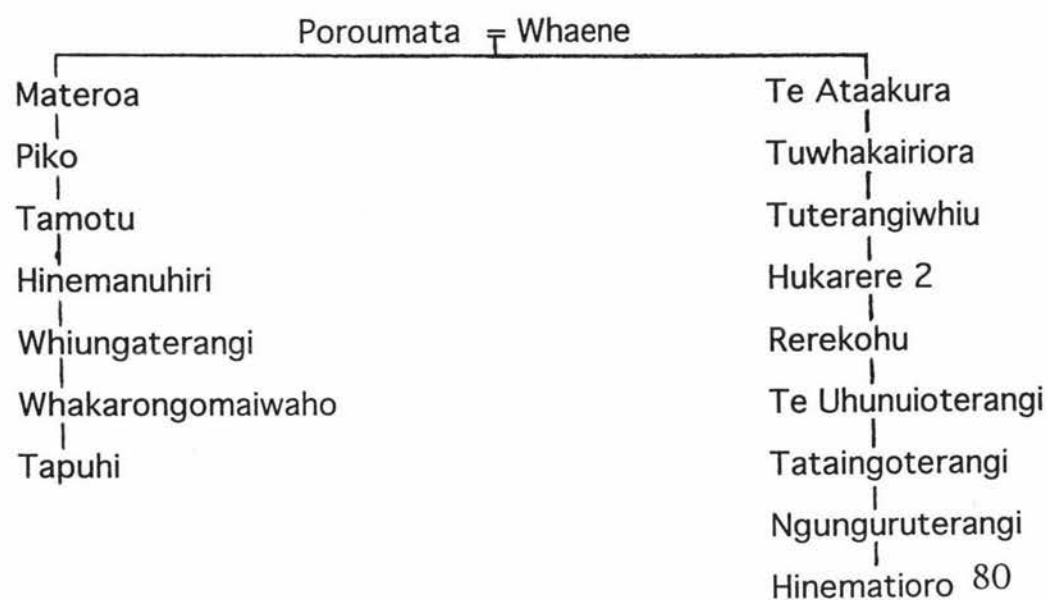 Poroumata = Whaene
Materoa Te Ataakura
Piko Tuwhakairiora
Tamotu Tuterangiwhiu
Hinemanuhiri Hukarere 2
Whiungaterangi Rerekohu
Whakarongomaiwaho Te Uhunuioterangi
Tapuhi Tataingoterangi
Ngunguruterangi
Hinematioro 80